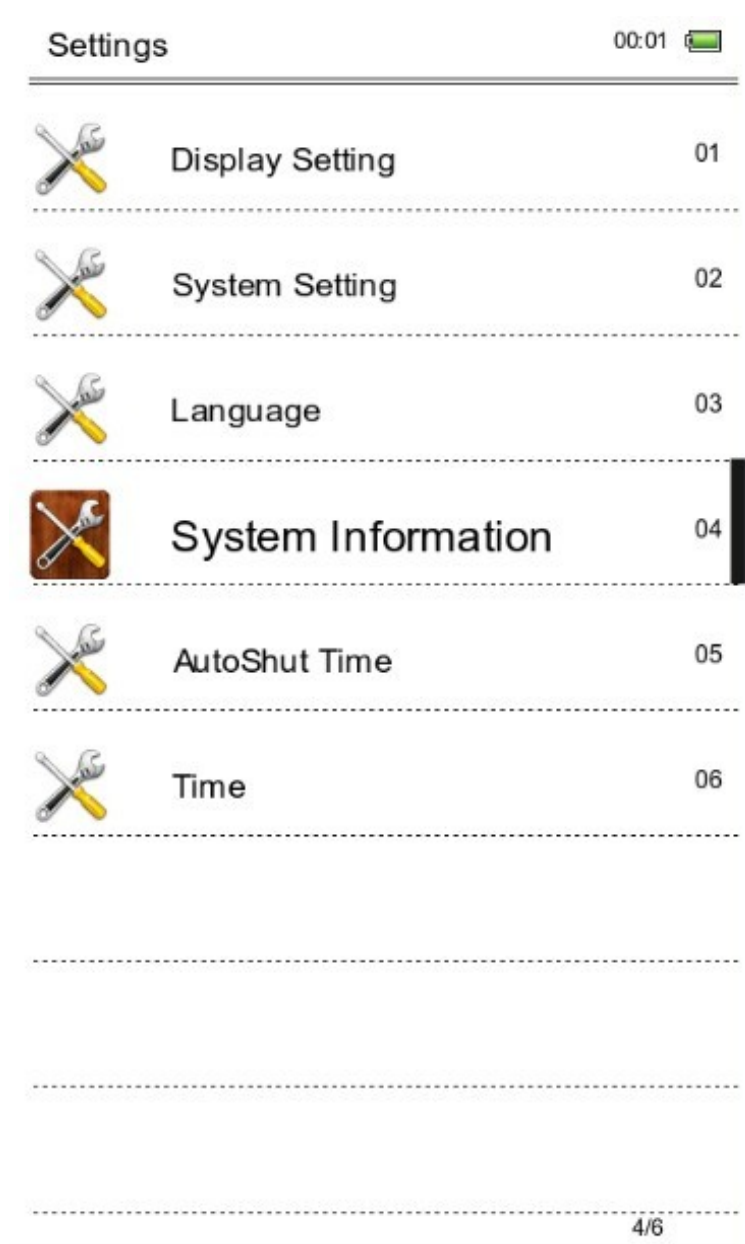 Settings 00:01
Display Setting 01
System Setting 02
Language 03
System Information 04
AutoShut Time 05
Time 06
4/6